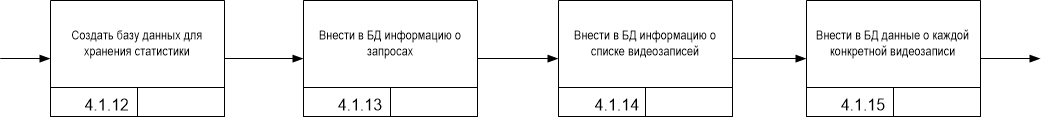 Создать базу данных для
хранения статистики
4.1.12
Внести в БД информацию о
запросах
4.1.13
Внести в БД информацию о
списке видеозаписей
4.1.14
Внести в БД данные о каждой
конкретной видеозаписи
4.1.15